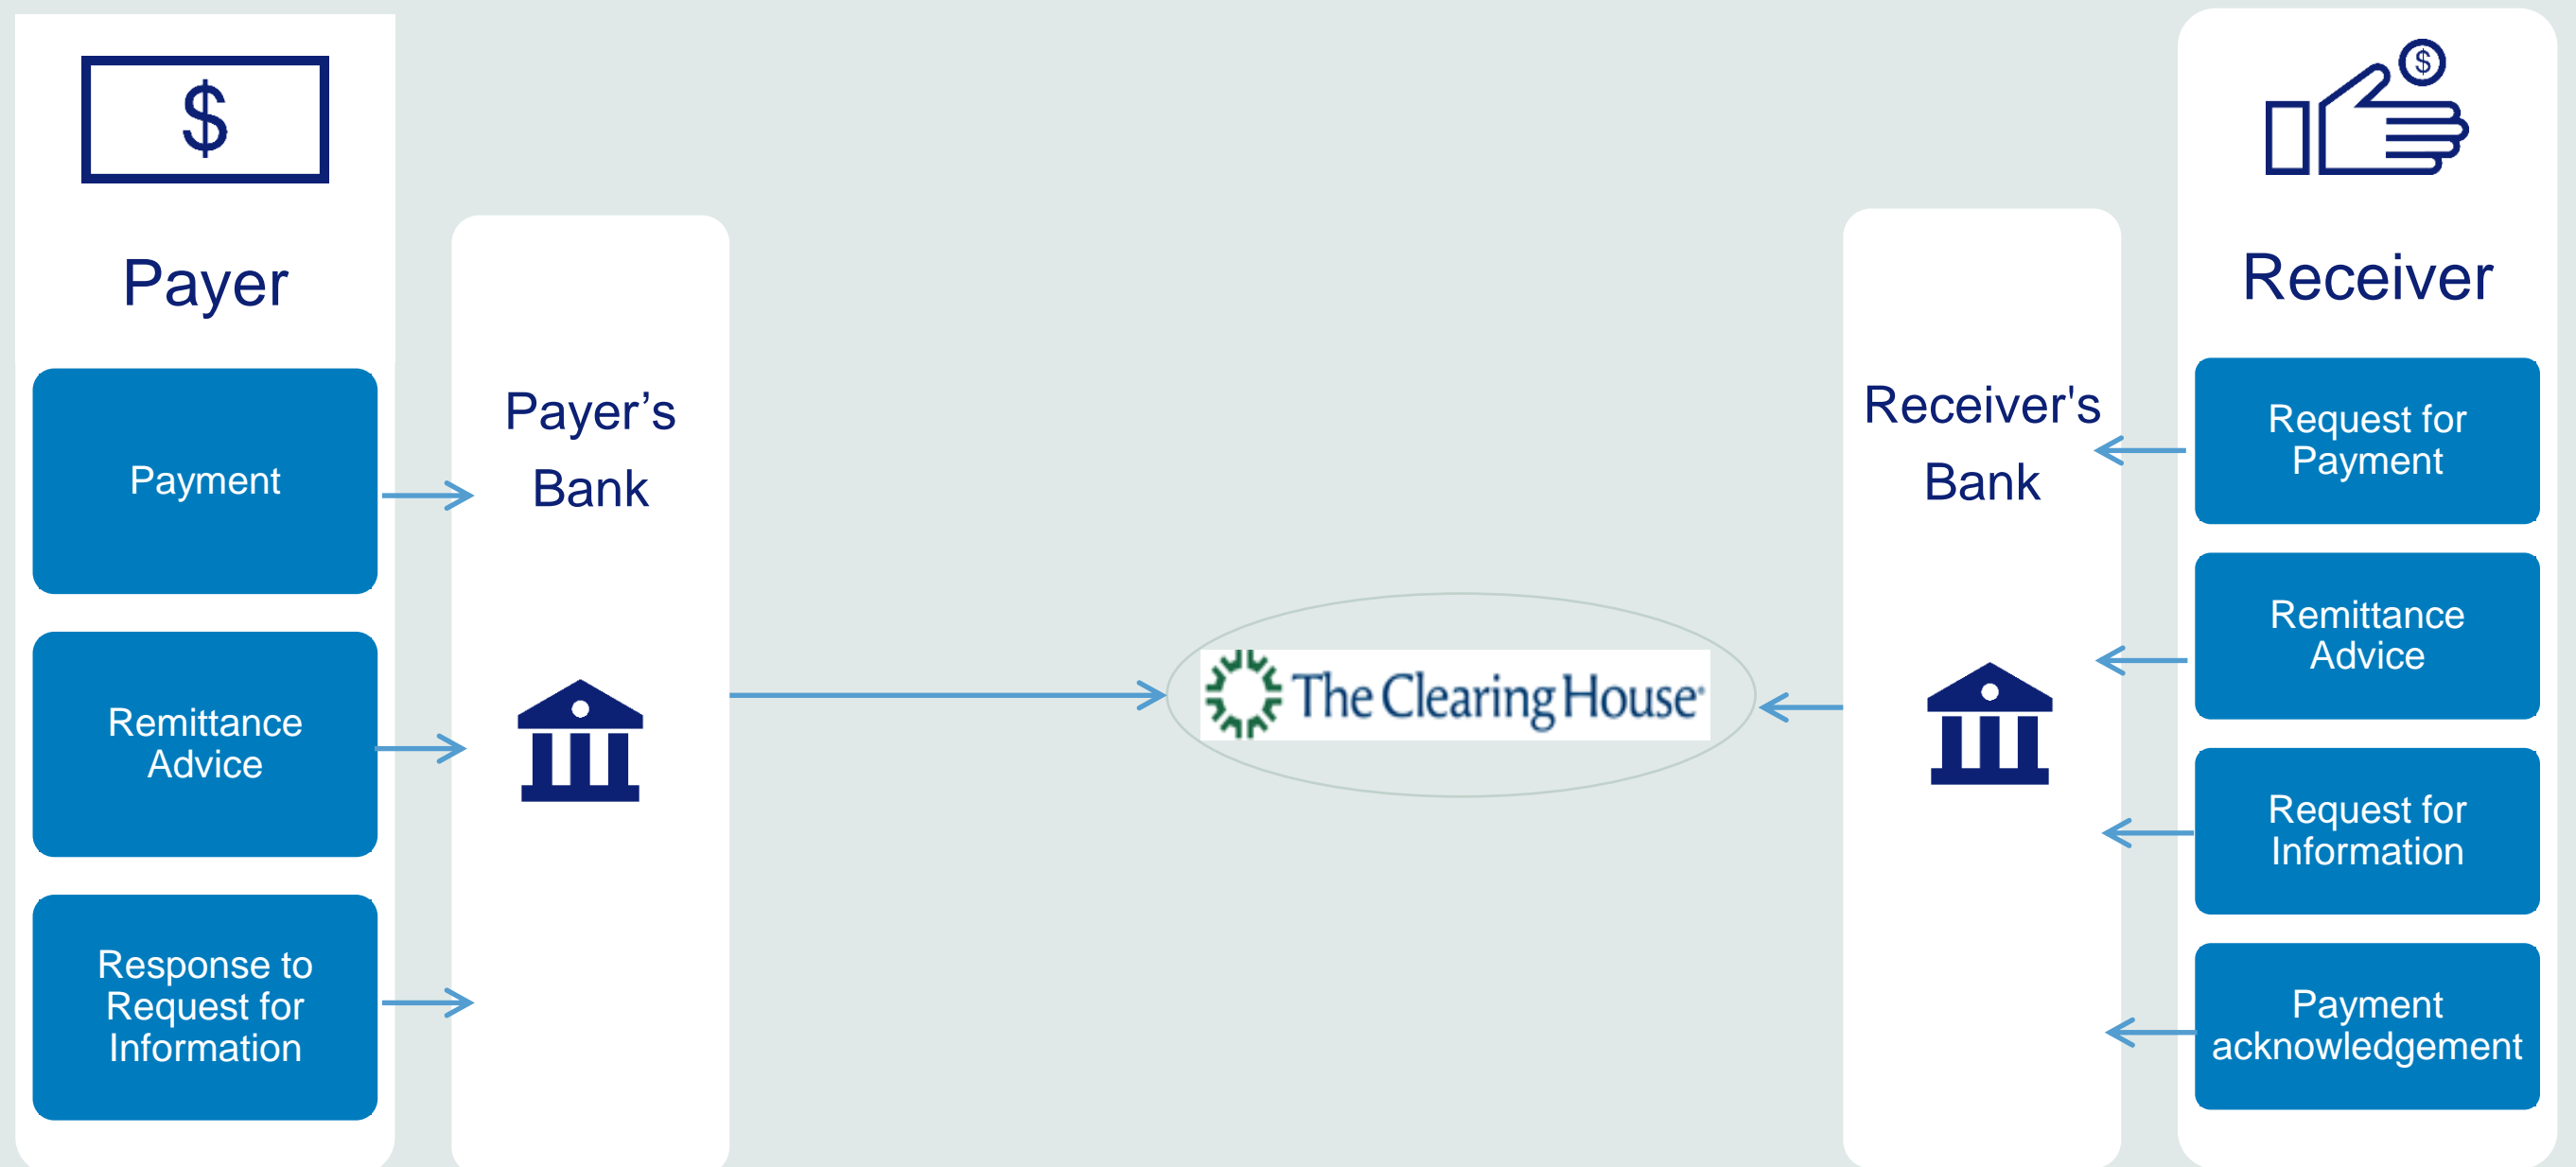 $
Payer
Payment
Remittance
Advice
Response to
Request for
Information
Payer’s
Bank
The Clearing House®
Receiver's
Bank
$
Receiver
Request for
Payment
Remittance
Advice
Request for
Information
Payment
acknowledgement